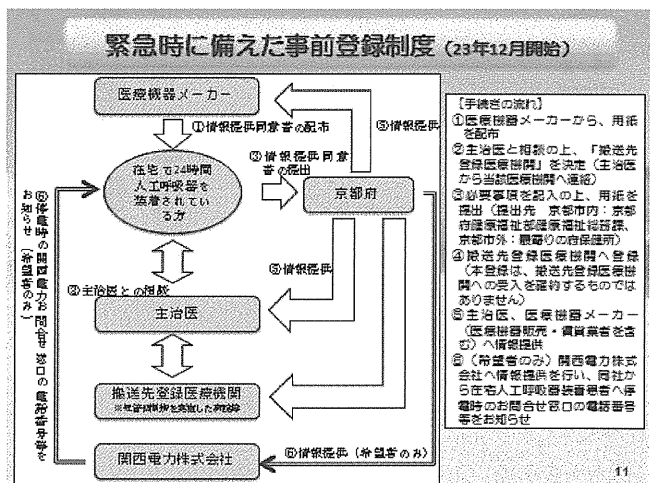 緊急時に備えた事前登録制度（23年12月開始）
医療機器メーカー
①情報提供同意書の配布
⑤情報提供
在宅で24時間
人工呼吸器を
装着されてい
る方
③情報提供同意
書の提出
京都府
②主治医との相談
⑤情報提供
主治医
搬送先登録医療機関
関西電力株式会社
⑥情報提供（希望者のみ）
お知らせ（希望者のみ）
【手続きの流れ】
①医療機器メーカーから、用紙
を配布
②主治医と相談の上、「搬送先
登録医療機関」を決定（主治医
から当該医療機関へ連絡）
③必要事項を記入の上、用紙を
提出（提出先　京都市内：京都
府健康福祉部健康福祉総務課、
京都市外：最寄りの府保健所）
④搬送先登録医療機関へ登録
（本登録は、搬送先登録医療機
関への受入を確約するものでは
ありません）
⑤主治医、医療機器メーカー
（医療機器販売・賃貸業者を含
む）へ情報提供
⑥（希望者のみ）関西電力株式
会社へ情報提供を行い、同社か
ら在宅人工呼吸器装着患者へ停
電時のお問合せ窓口の電話番号
等をお知らせ
11